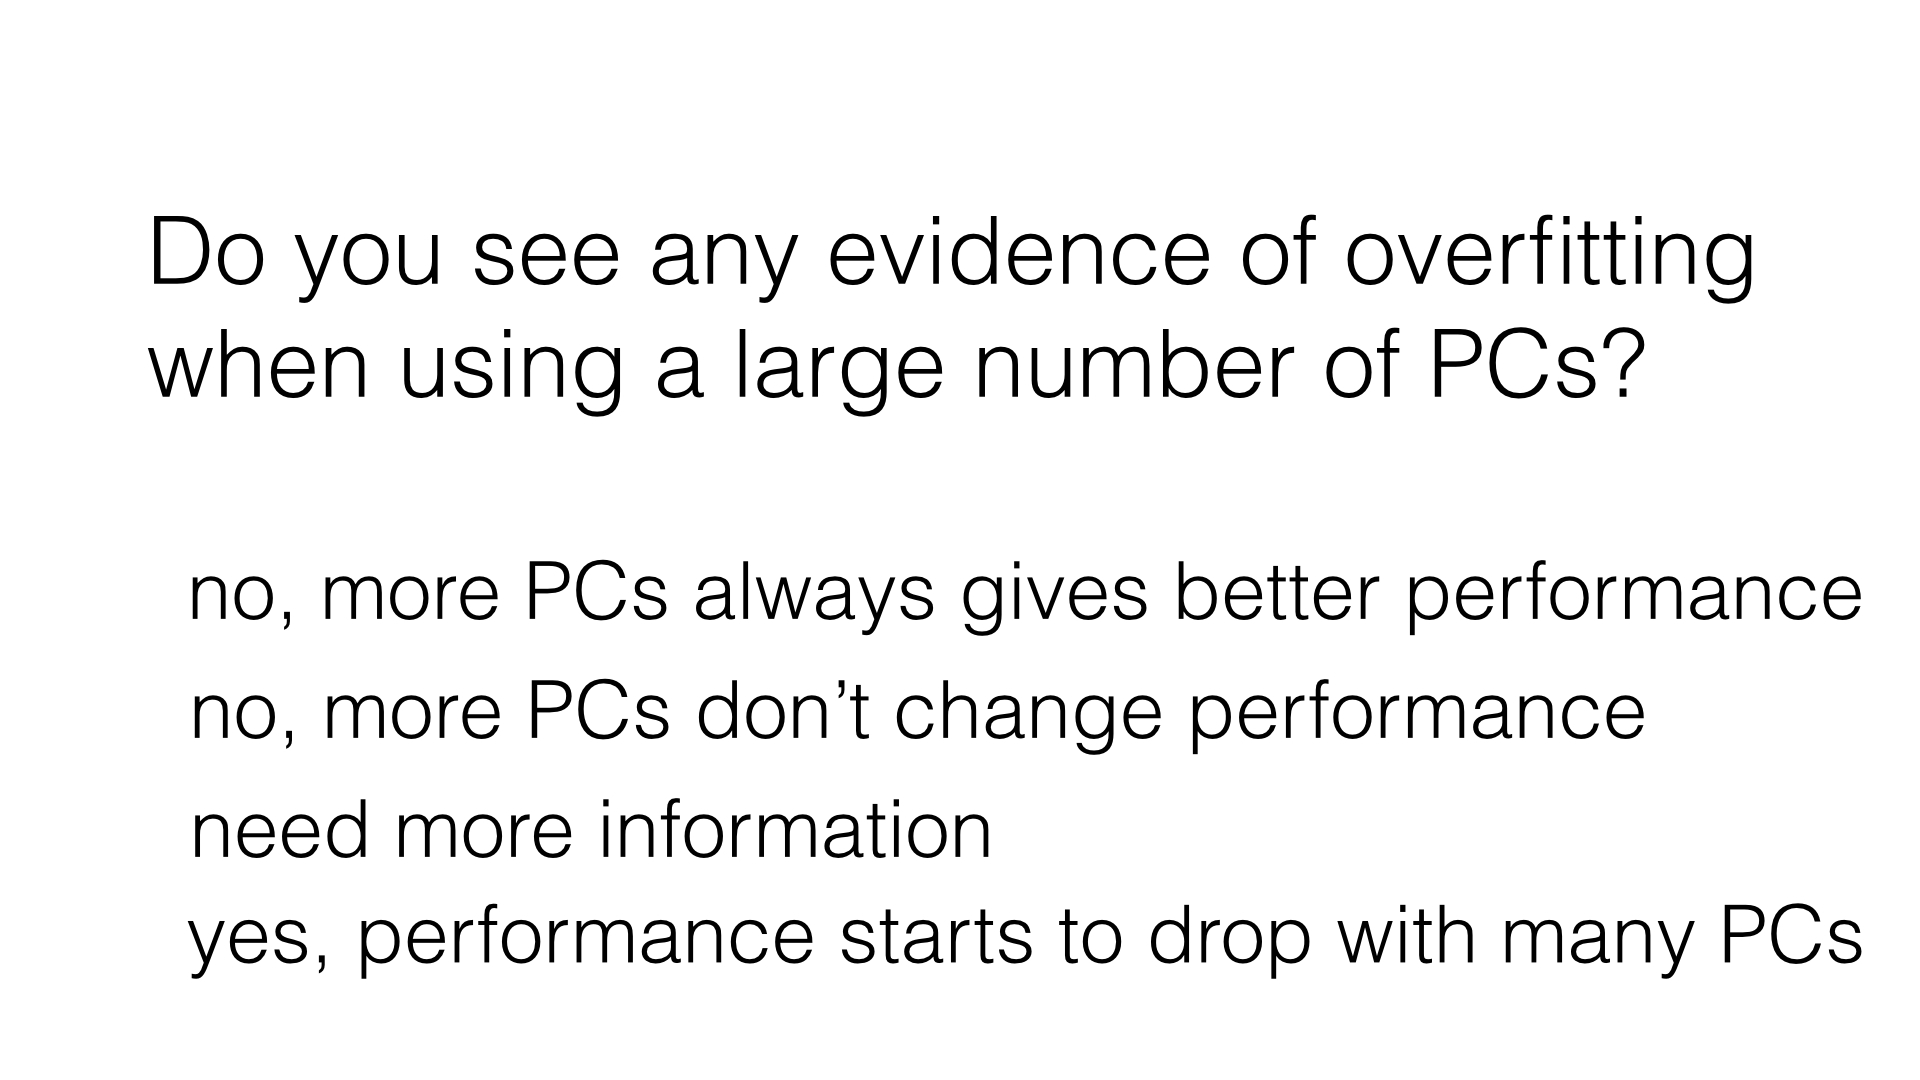 Do you see any evidence of overfitting
when using a large number of PCs?
no, more PCs always gives better performance
no, more PCs don’t change performance
need more information
yes, performance starts to drop with many PCs